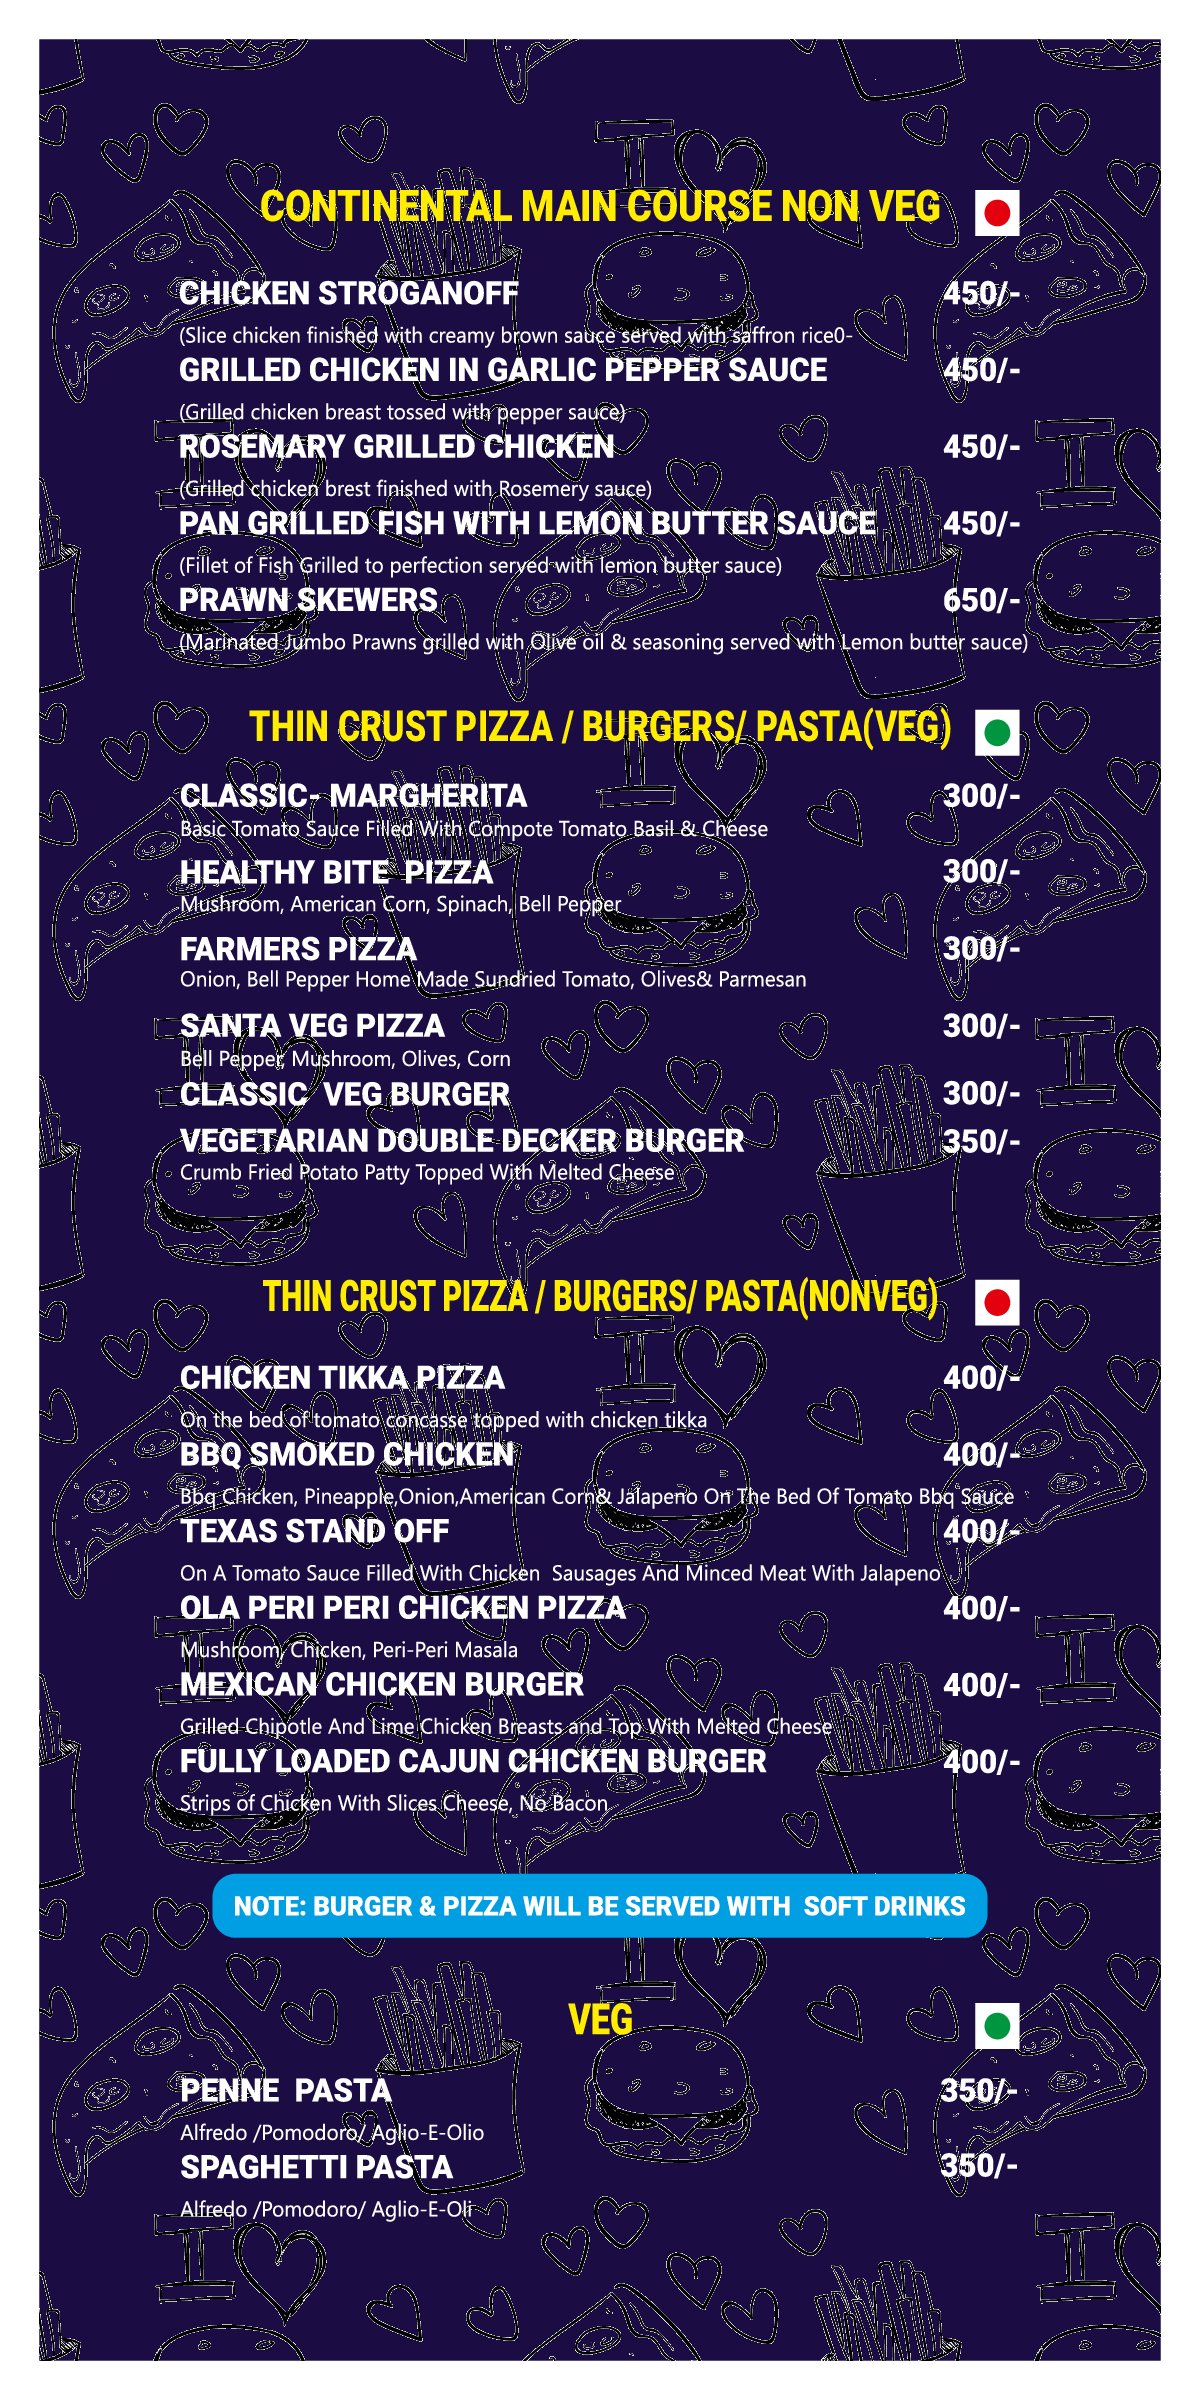 CONTINENTAL MAIN COURSE NON VEG
CHICKEN STROGANOFF 450/-
(Slice chicken finished with creamy brown sauce served with saffron rice0-
GRILLED CHICKEN IN GARLIC PEPPER SAUCE 450/-
(Grilled chicken breast tossed with pepper sauce)
ROSEMARY GRILLED CHICKEN 450/-
(Grilled chicken brest finished with Rosemery sauce)
PAN GRILLED FISH WITH LEMON BUTTER SAUCE 450/-
(Fillet of Fish Grilled to perfection served with lemon butter sauce)
PRAWN SKEWERS 650/-
(Marinated Jumbo Prawns grilled with Olive oil & seasoning served with Lemon butter sauce)
THIN CRUST PIZZA / BURGERS/ PASTA(VEG)
CLASSIC- MARGHERITA 300/-
Basic Tomato Sauce Filled With Compote Tomato Basil & Cheese
HEALTHY BITE  PIZZA 300/-
Mushroom, American Corn, Spinach, Bell Pepper
FARMERS PIZZA 300/-
Onion, Bell Pepper Home Made Sundried Tomato, Olives& Parmesan
SANTA VEG PIZZA 300/-
Bell Pepper, Mushroom, Olives, Corn
CLASSIC  VEG BURGER 300/-
VEGETARIAN DOUBLE DECKER BURGER 350/-
Crumb Fried Potato Patty Topped With Melted Cheese
THIN CRUST PIZZA / BURGERS/ PASTA(NONVEG)
CHICKEN TIKKA PIZZA 400/-
On the bed of tomato concasse topped with chicken tikka
BBQ SMOKED CHICKEN 400/-
Bbq Chicken, Pineapple,Onion,American Corn& Jalapeno On The Bed Of Tomato Bbq Sauce
TEXAS STAND OFF 400/-
On A Tomato Sauce Filled With Chicken  Sausages And Minced Meat With Jalapeno
OLA PERI PERI CHICKEN PIZZA 400/-
Mushroom, Chicken, Peri-Peri Masala
MEXICAN CHICKEN BURGER 400/-
Grilled Chipotle And Lime Chicken Breasts and Top With Melted Cheese
FULLY LOADED CAJUN CHICKEN BURGER 400/-
Strips of Chicken With Slices Cheese, No Bacon
NOTE: BURGER & PIZZA WILL BE SERVED WITH  SOFT DRINKS
VEG
PENNE  PASTA 350/-
Alfredo /Pomodoro/ Aglio-E-Olio
SPAGHETTI PASTA 350/-
Alfredo /Pomodoro/ Aglio-E-Oli